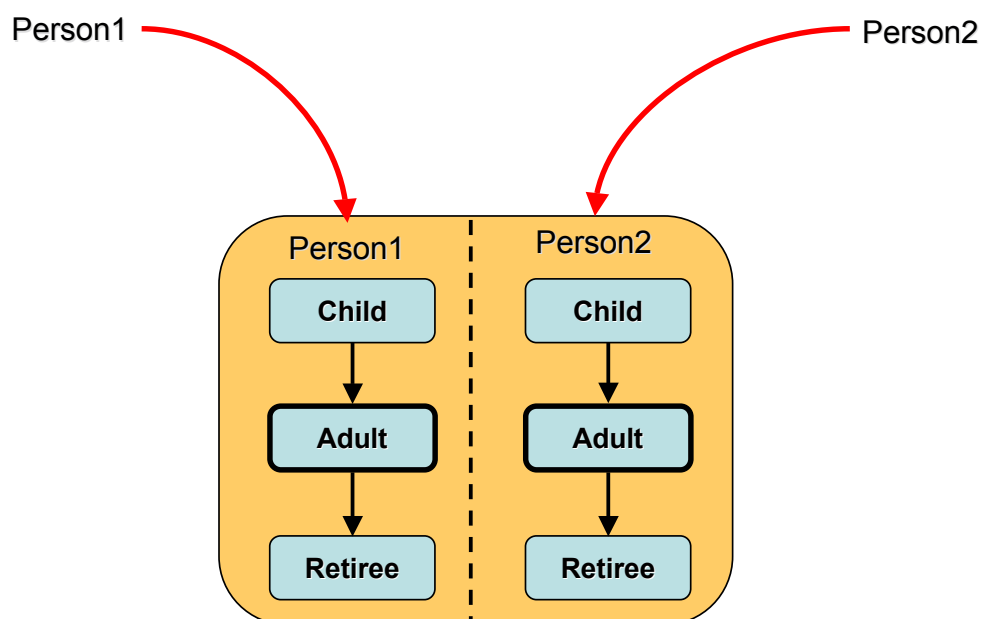 Person1
Person2
Person1
Person2
Child
Child
Adult
Adult
Retiree
Retiree